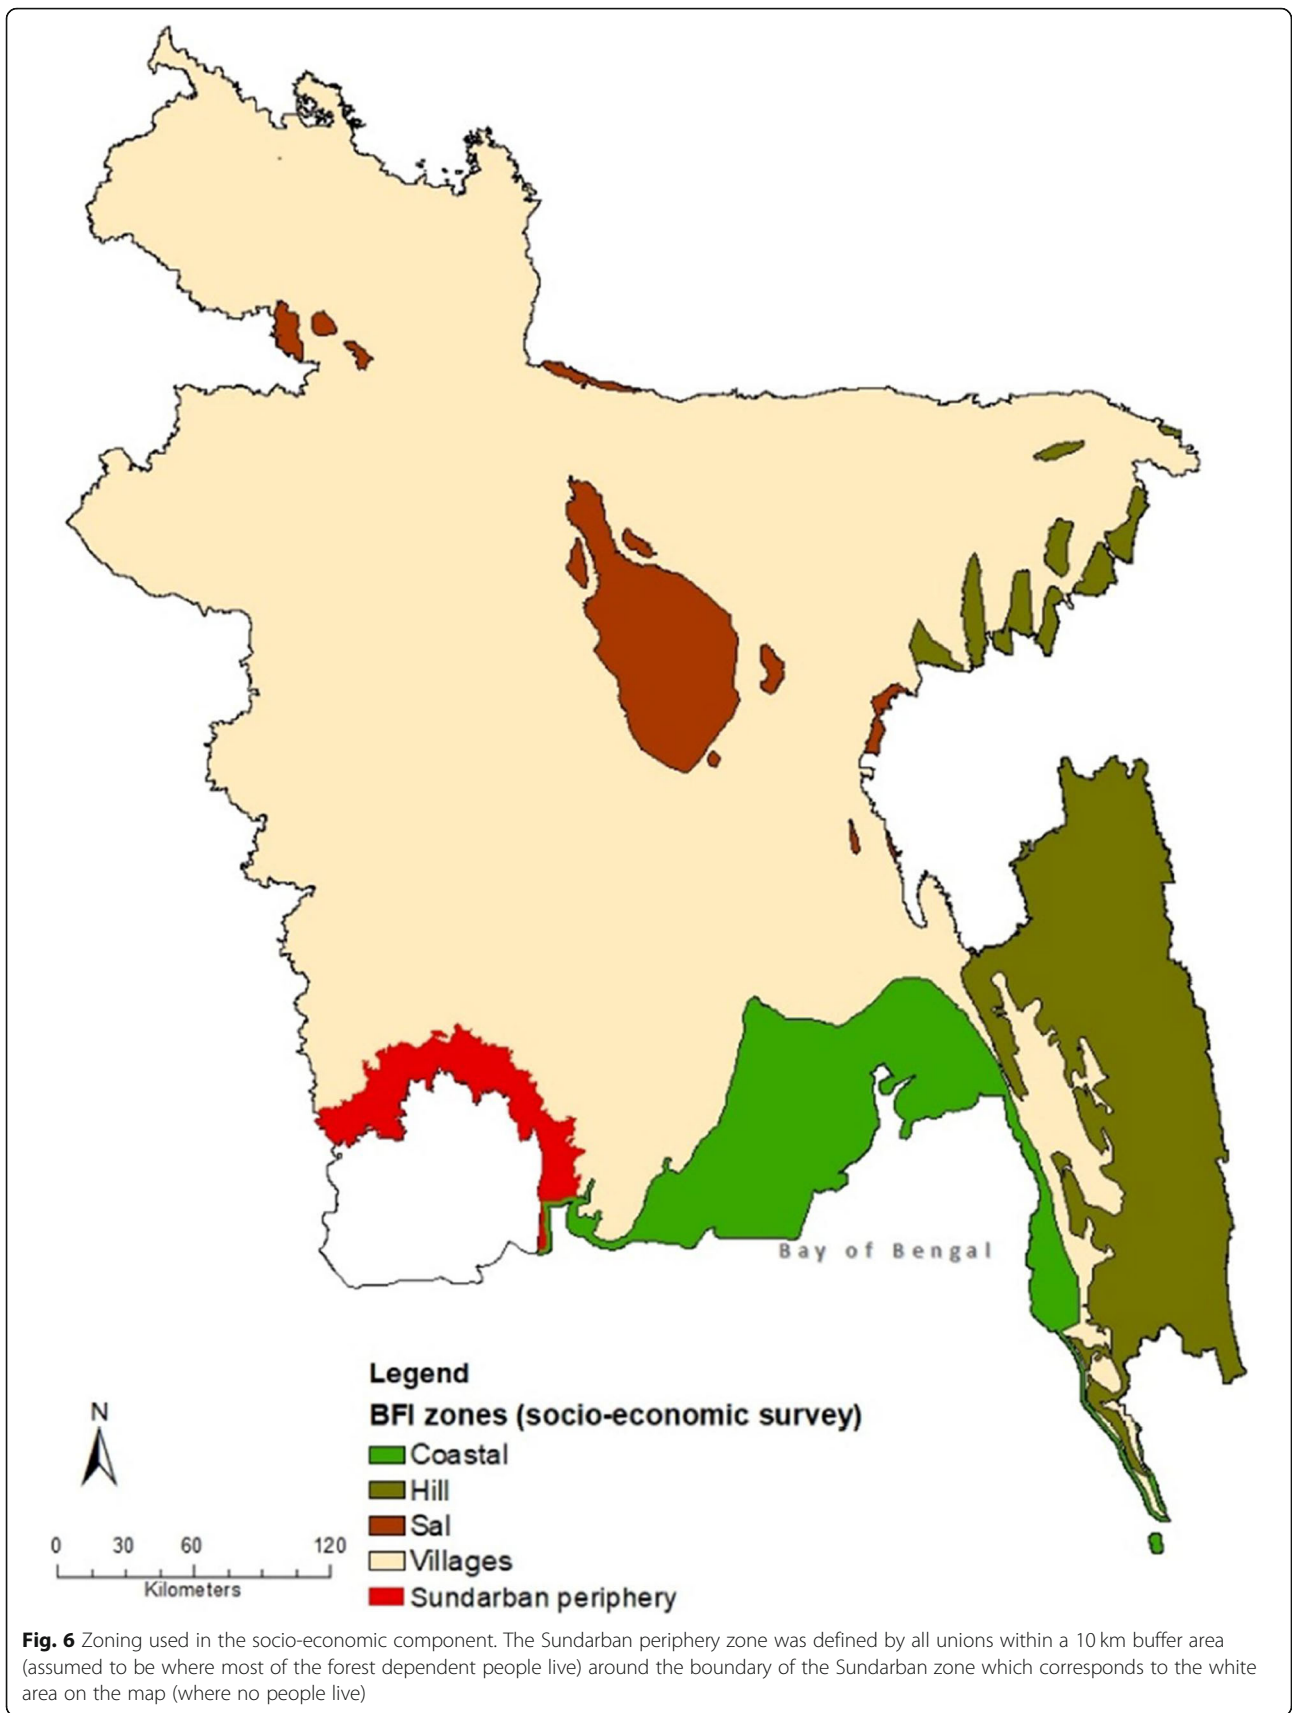 Bay of Bengal
Legend
BFI zones (socio-economic survey)
Coastal
Hill
Sal
Villages
Sundarban periphery
N
0 30 60 120
Kilometers
Fig. 6 Zoning used in the socio-economic component. The Sundarban periphery zone was defined by all unions within a 10 km buffer area
(assumed to be where most of the forest dependent people live) around the boundary of the Sundarban zone which corresponds to the white
area on the map (where no people live)